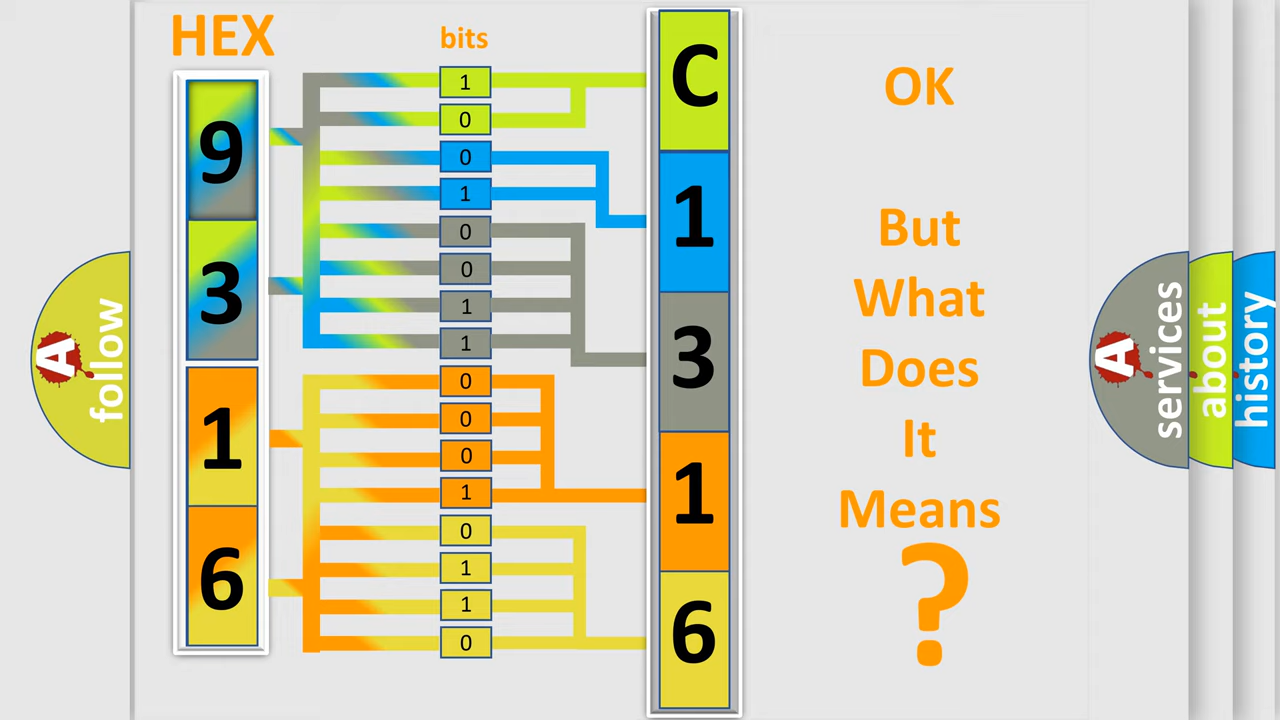 HEX
bits
9
3
1
6
1
0
0
1
0
0
1
1
0
0
0
1
0
1
1
0
C
1
3
1
6
OK
But
What
Does
It
Means
?
A
follow
A
services
about
history